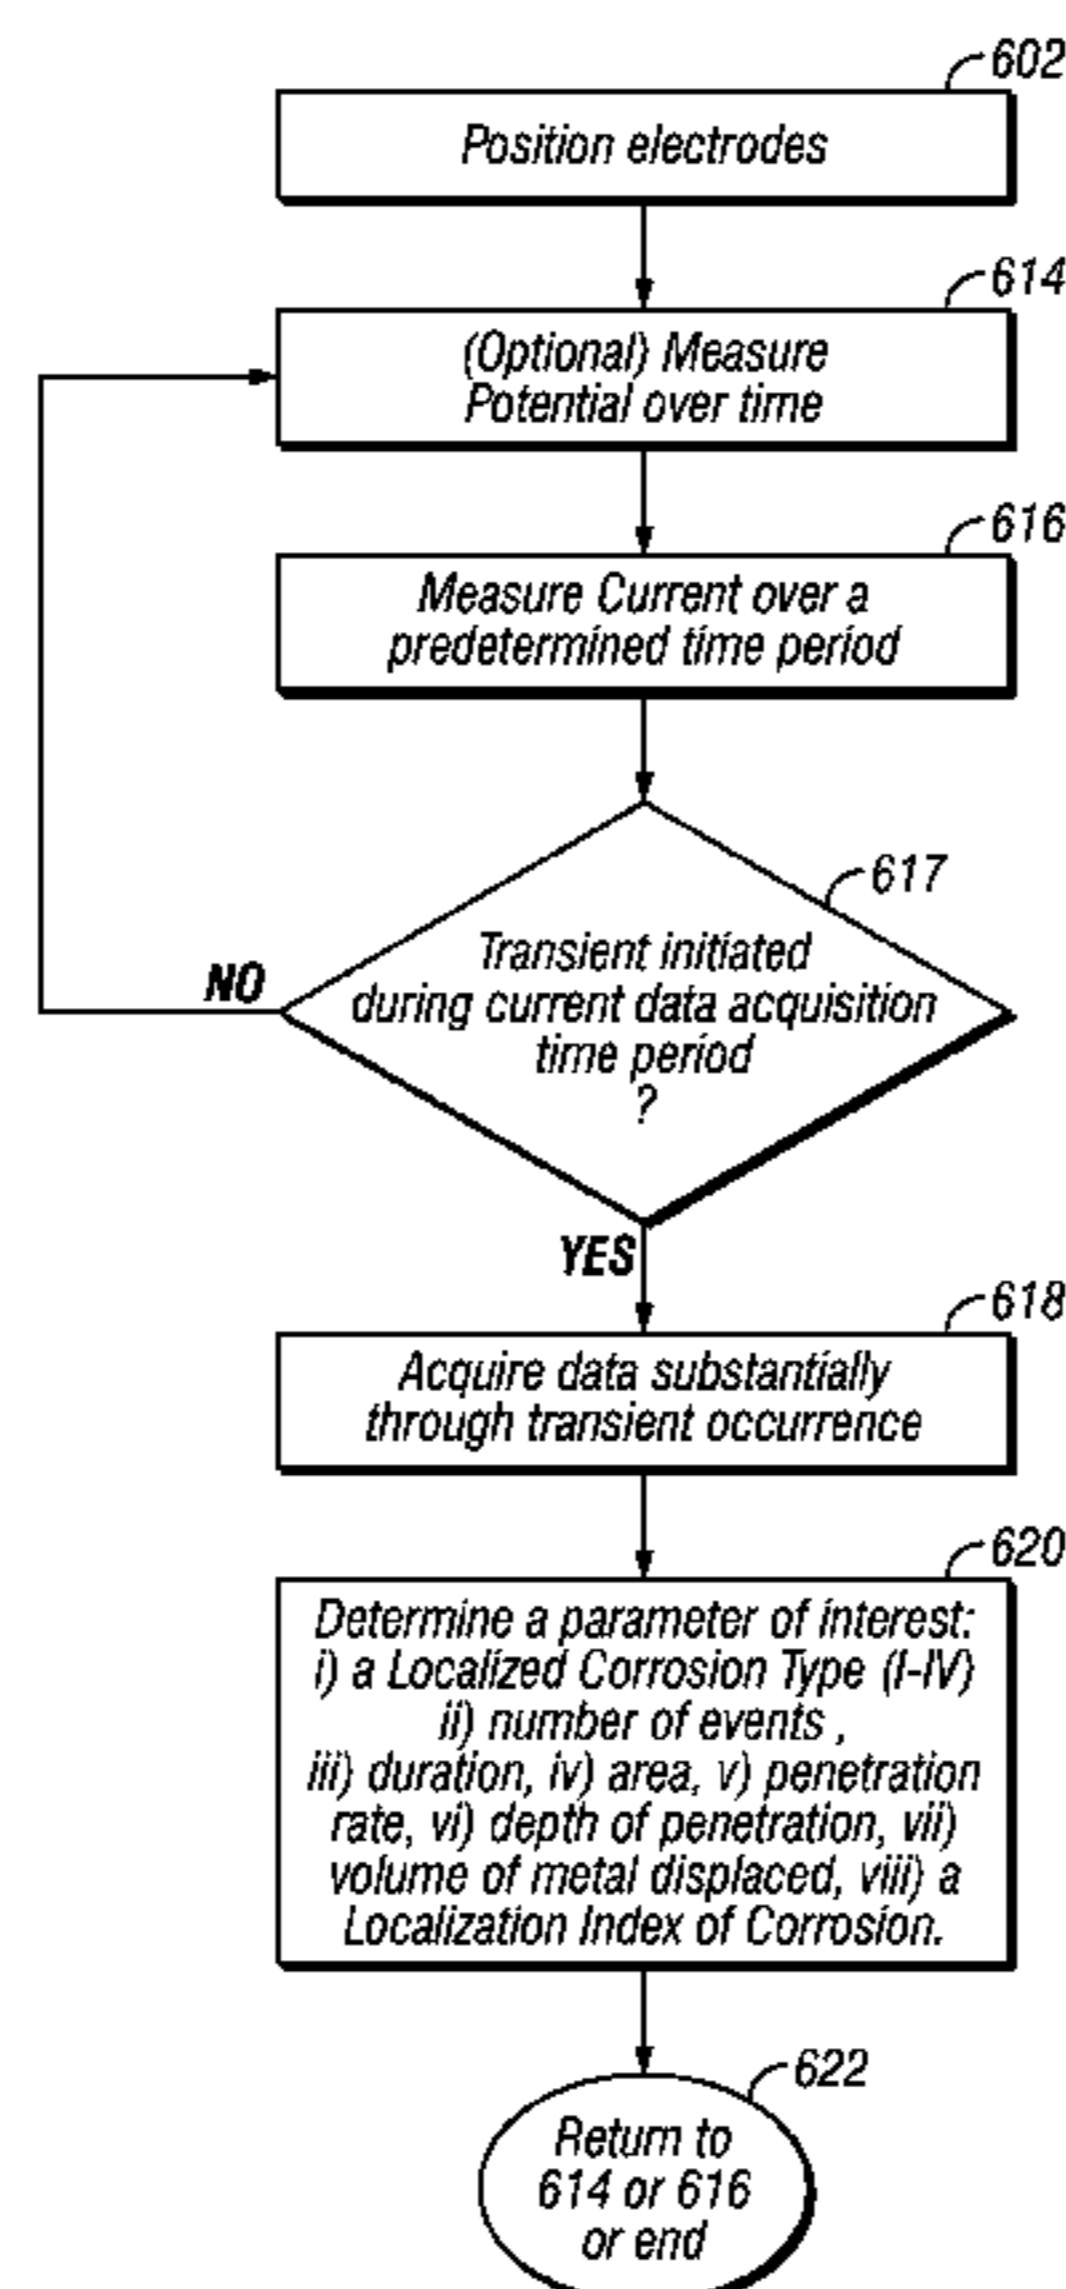 602
Position electrodes
614
(Optional) Measure
Potential over time
616
Measure Current over a
predetermined time period
617
Transient initiated
during current data acquisition
time period
?
NO
YES
618
Acquire data substantially
through transient occurrence
620
Determine a parameter of interest:
i) a Localized Corrosion Type (I-IV)
ii) number of events ,
iii) duration, iv) area, v) penetration
rate, vi) depth of penetration, vii)
volume of metal displaced, viii) a
Localization Index of Corrosion.
622
Return to
614 or 616
or end